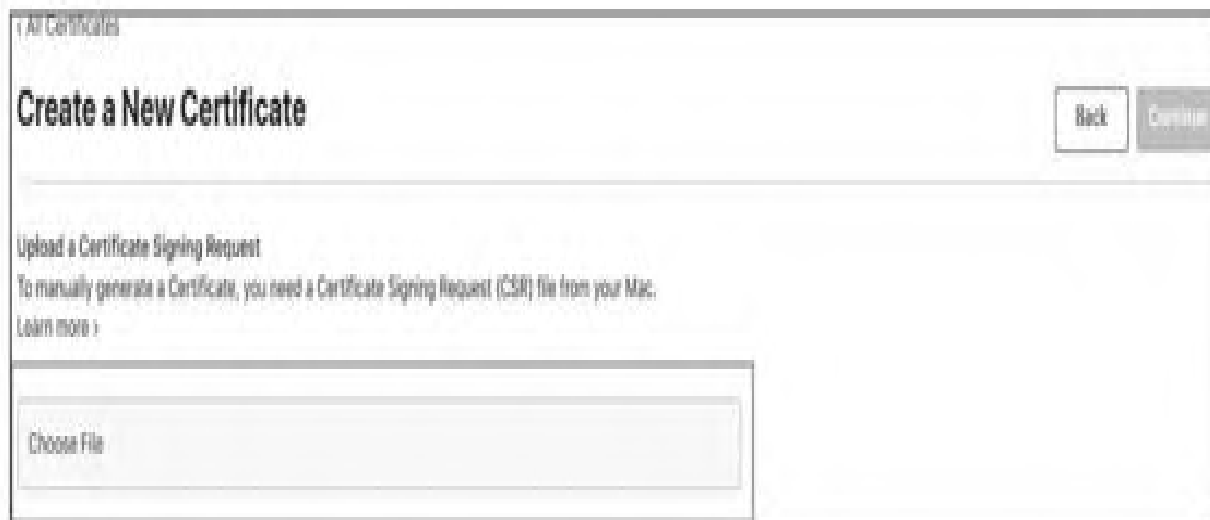 ‹ All Certificates
Create a New Certificate
Back
Continue
Upload a Certificate Signing Request
To manually generate a Certificate, you need a Certificate Signing Request (CSR) file from your Mac.
Learn more ›
Choose File